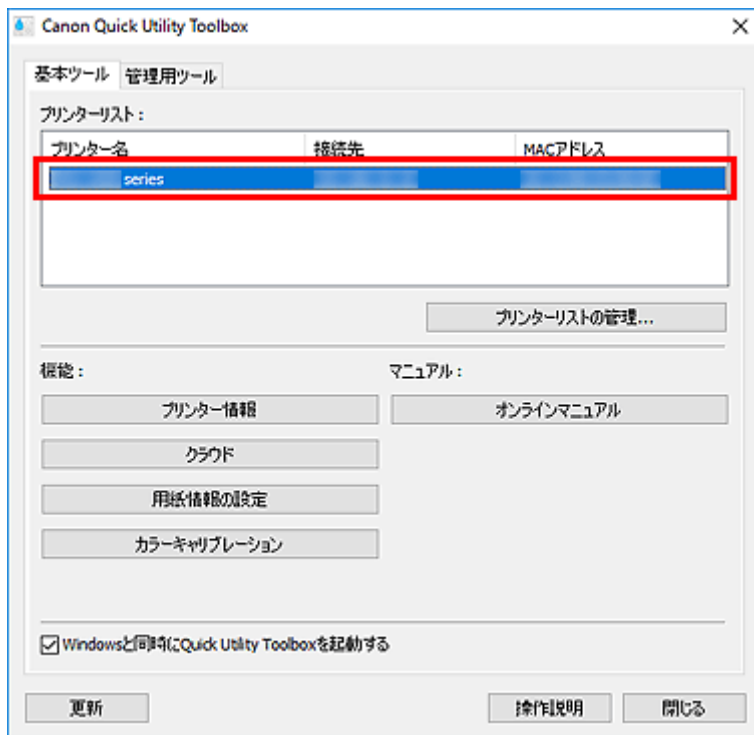 Canon Quick Utility Toolbox
基本ツール 管理用ツール
プリンターリスト：
プリンター名 接続先 MACアドレス
series
プリンターリストの管理...
機能： マニュアル：
プリンター情報 オンラインマニュアル
クラウド
用紙情報の設定
カラーキャリブレーション
Windowsと同時にQuick Utility Toolboxを起動する
更新 操作説明 閉じる